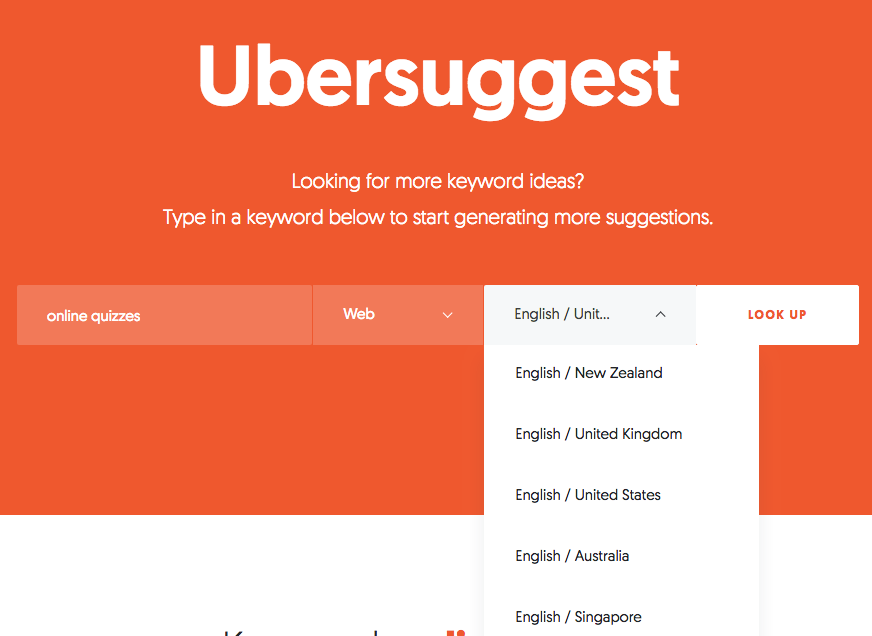 Ubersuggest
Looking for more keyword ideas?
Type in a keyword below to start generating more suggestions.
online quizzes
Web
English / Unit...
LOOK UP
English / New Zealand
English / United Kingdom
English / United States
English / Australia
English / Singapore